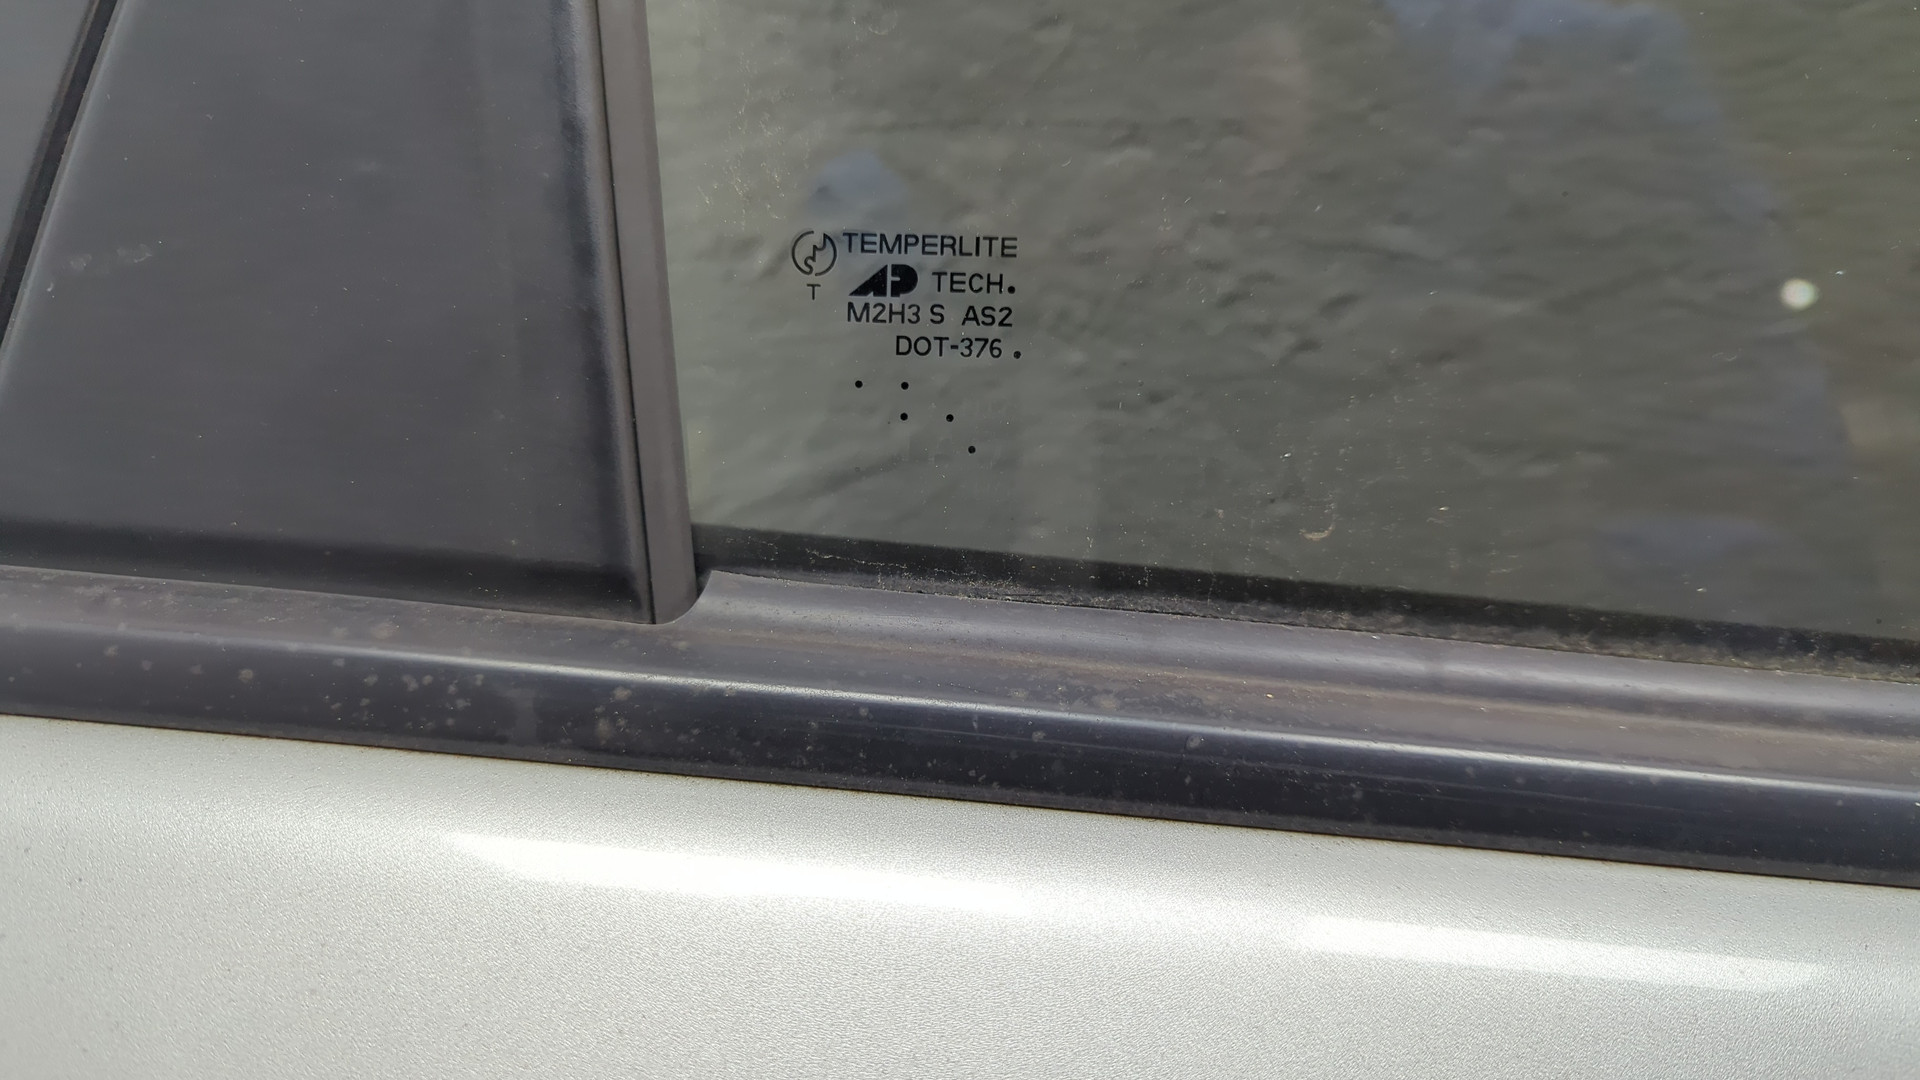 TEMPERLITE
T AP TECH.
M2H3 S AS2
DOT-376 .